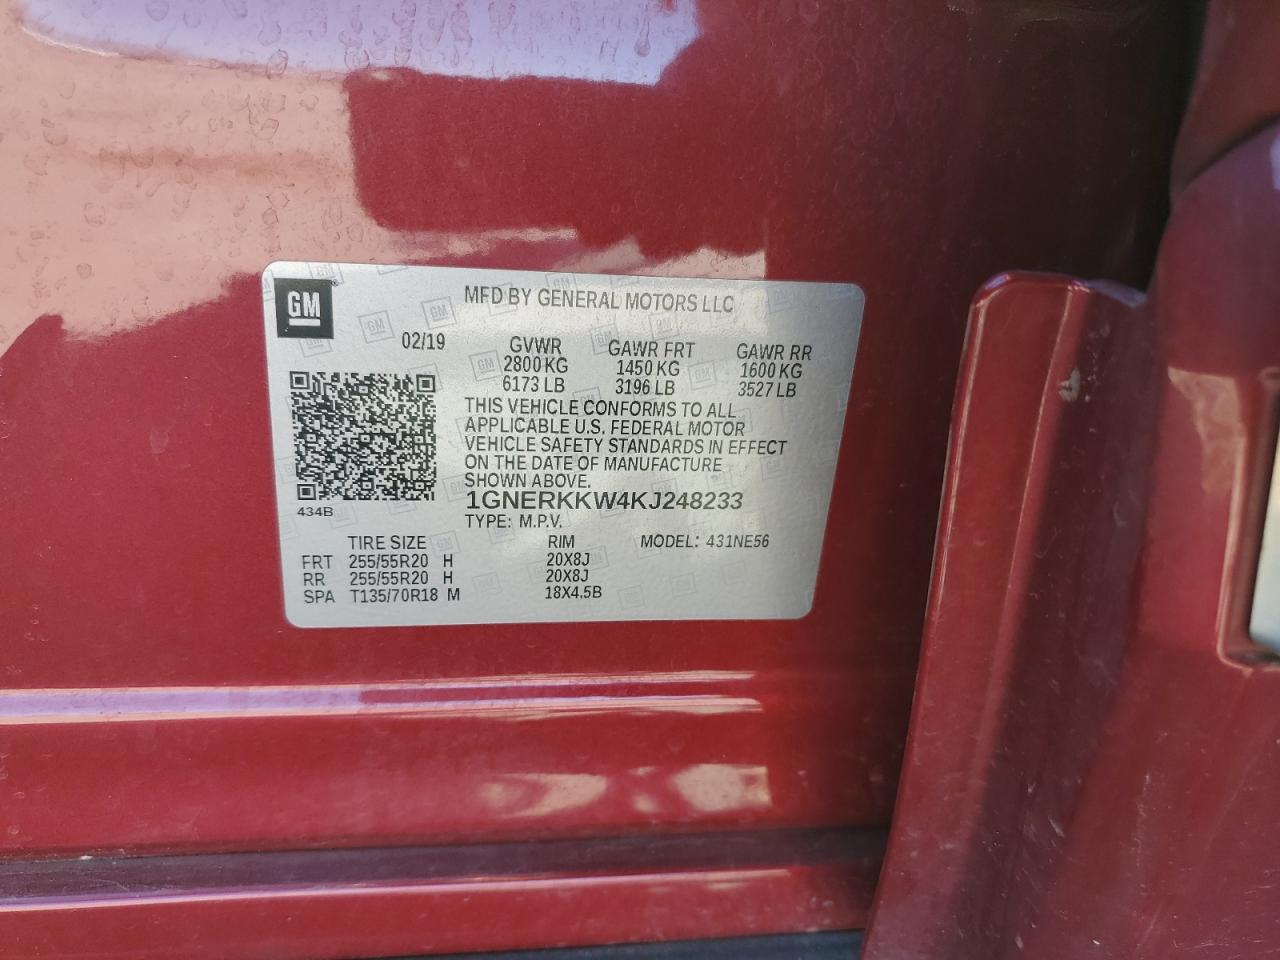 GM
MFD BY GENERAL MOTORS LLC
02/19 GVWR GAWR FRT GAWR RR
2800 KG 1450 KG 1600 KG
6173 LB 3196 LB 3527 LB
THIS VEHICLE CONFORMS TO ALL
APPLICABLE U.S. FEDERAL MOTOR
VEHICLE SAFETY STANDARDS IN EFFECT
ON THE DATE OF MANUFACTURE
SHOWN ABOVE.
1GNERKKW4KJ248233
434B
TYPE: M.P.V.
TIRE SIZE RIM MODEL: 431NE56
FRT 255/55R20 H 20X8J
RR 255/55R20 H 20X8J
SPA T135/70R18 M 18X4.5B